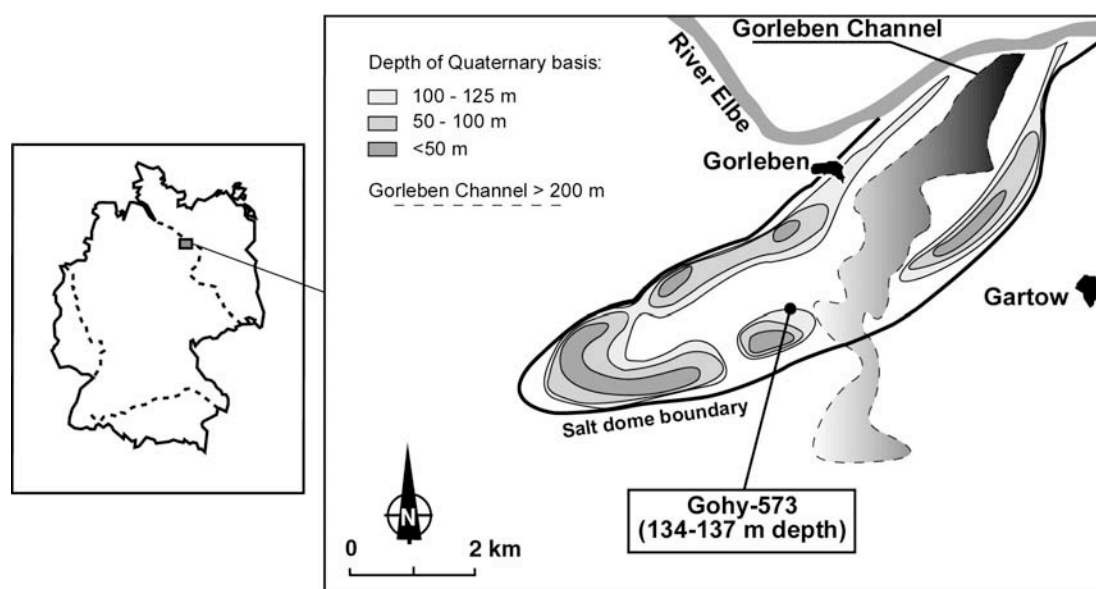 Gorleben Channel
Depth of Quaternary basis:
100 - 125 m
50 - 100 m
<50 m
Gorleben Channel > 200 m
River Elbe
Gorleben
Gartow
Salt dome boundary
Gohy-573
(134-137 m depth)
N
0 2 km